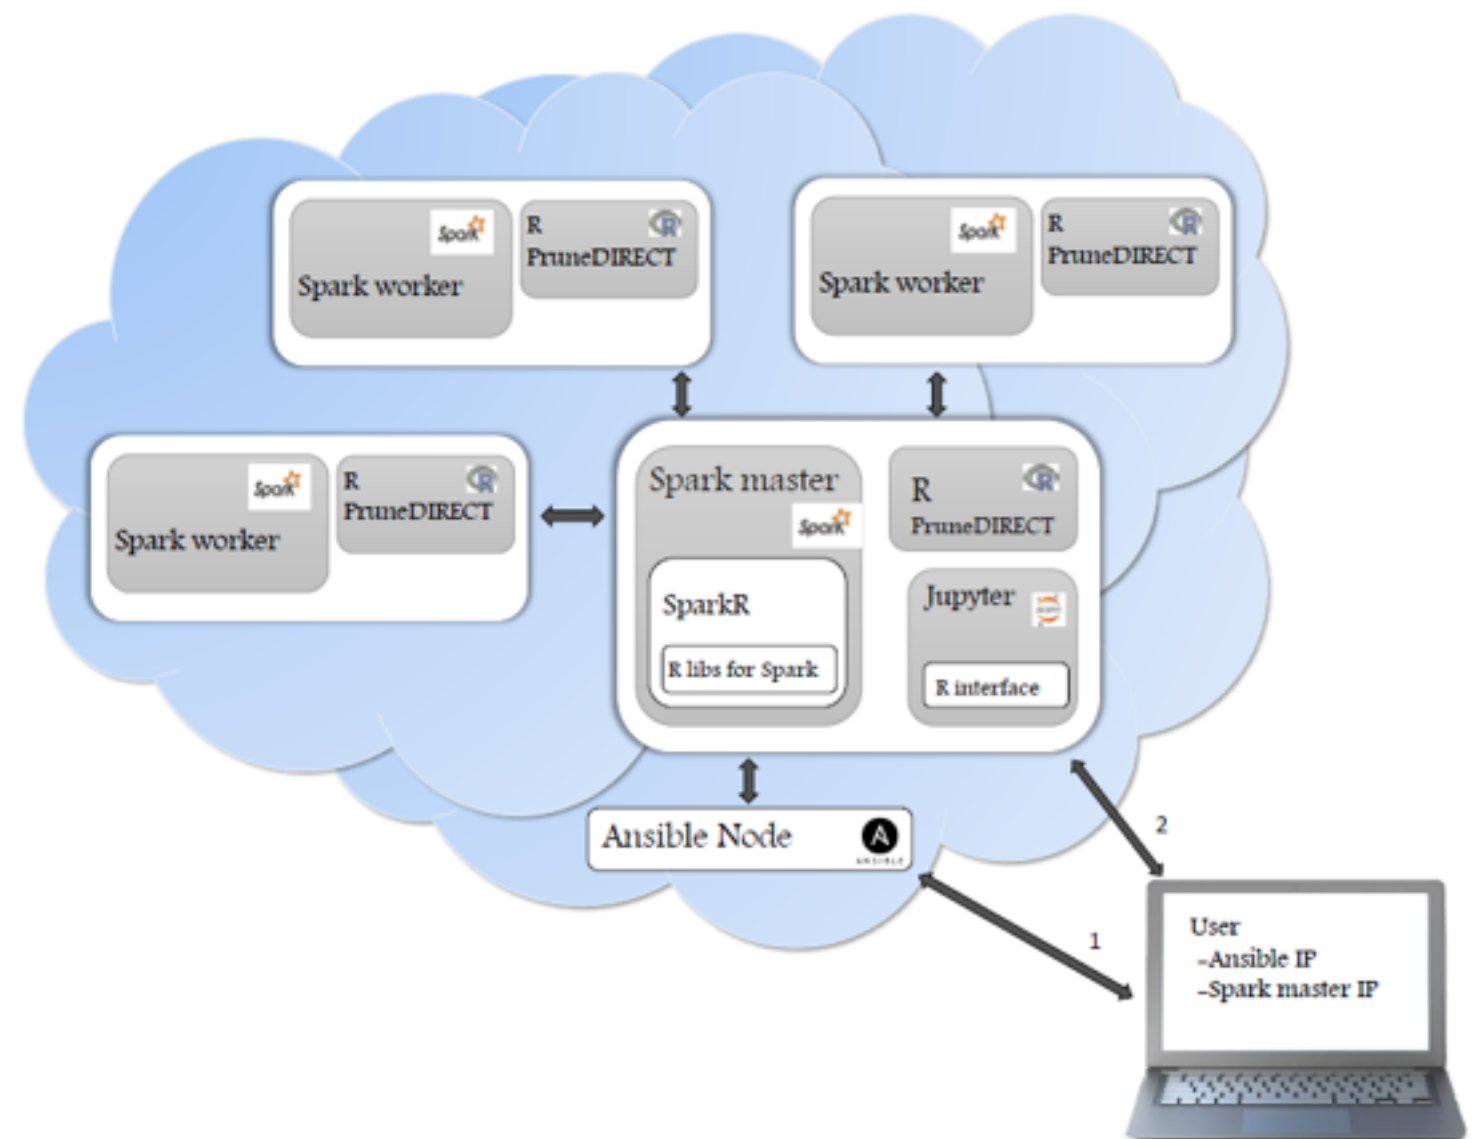 Spark
Spark worker
R
R
PruneDIRECT
Spark
Spark worker
R
R
PruneDIRECT
Spark
Spark worker
R
R
PruneDIRECT
Spark master
Spark
SparkR
R libs for Spark
R
R
PruneDIRECT
Jupyter
R interface
Ansible Node
A
ANSIBLE
2
1
User
-Ansible IP
-Spark master IP